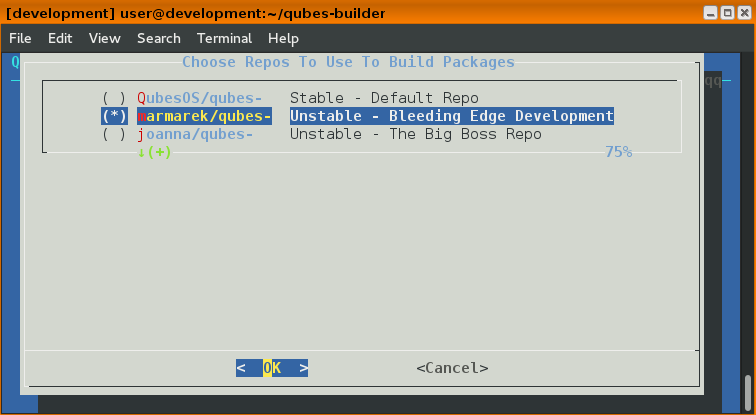 [development] user@development:~/qubes-builder
File Edit View Search Terminal Help
Q
Choose Repos To Use To Build Packages
qq
( ) QubesOS/qubes- Stable - Default Repo
(*) marmarek/qubes- Unstable - Bleeding Edge Development
( ) joanna/qubes- Unstable - The Big Boss Repo
↓(+) 75%
< OK > <Cancel>